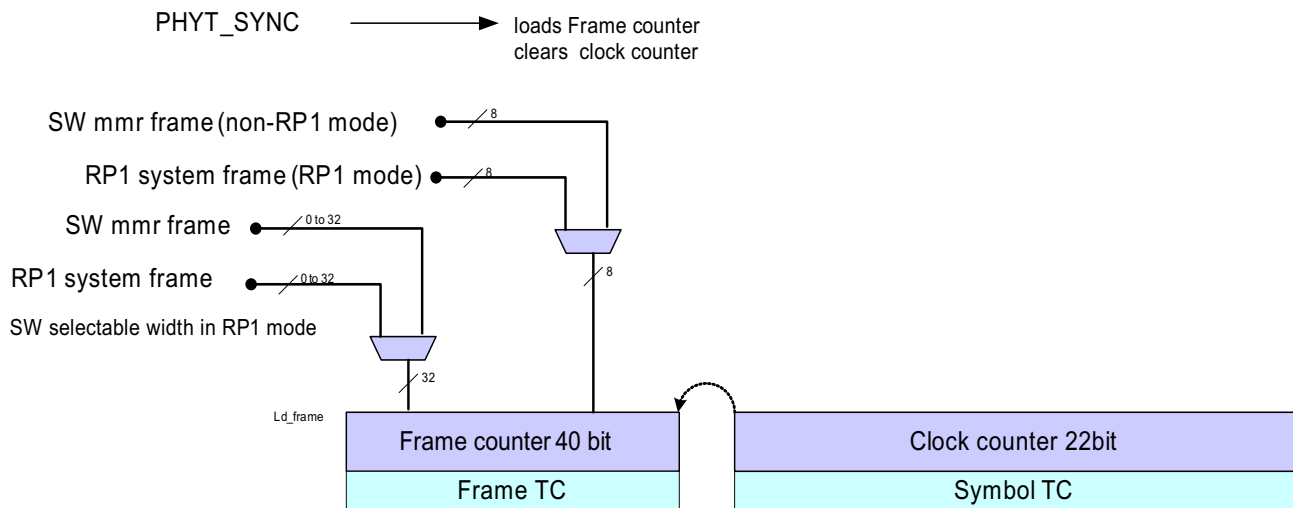 PHYT_SYNC
loads Frame counter
clears clock counter
SW mmr frame (non-RP1 mode)
8
RP1 system frame (RP1 mode)
8
SW mmr frame
0 to 32
8
RP1 system frame
0 to 32
SW selectable width in RP1 mode
32
Ld_frame
Frame counter 40 bit
Clock counter 22bit
Frame TC
Symbol TC